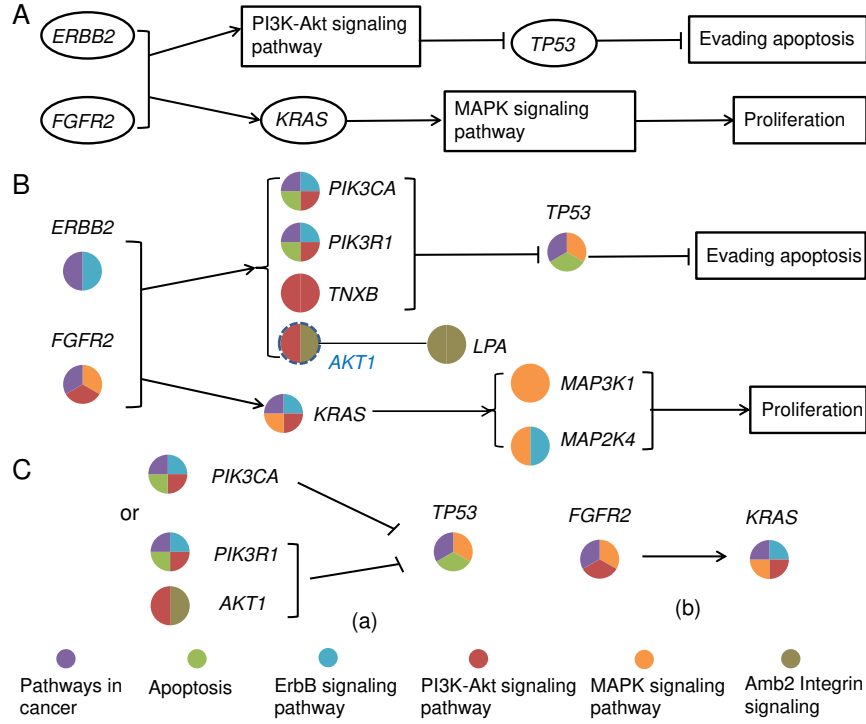 A
ERBB2
PI3K-Akt signaling
pathway
TP53
Evading apoptosis
FGFR2
KRAS
MAPK signaling
pathway
Proliferation
B
ERBB2
PIK3CA
PIK3R1
TNXB
TP53
Evading apoptosis
FGFR2
AKT1
LPA
KRAS
MAP3K1
MAP2K4
Proliferation
C
PIK3CA
or
PIK3R1
AKT1
TP53
(a)
FGFR2
KRAS
(b)
Pathways in
cancer
Apoptosis
ErbB signaling
pathway
PI3K-Akt signaling
pathway
MAPK signaling
pathway
Amb2 Integrin
signaling